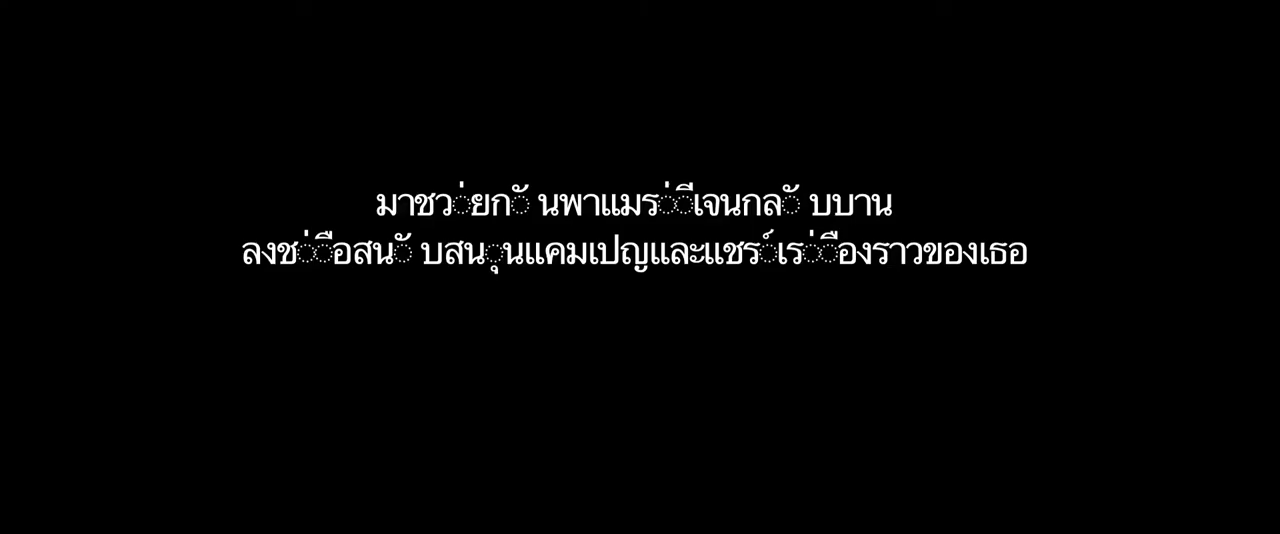 มาชว่ยกั นพาแมร่ีเจนกลั บบาน
ลงช่ือสนั บสนุนแคมเปญและแชร์เร่ืองราวของเธอ